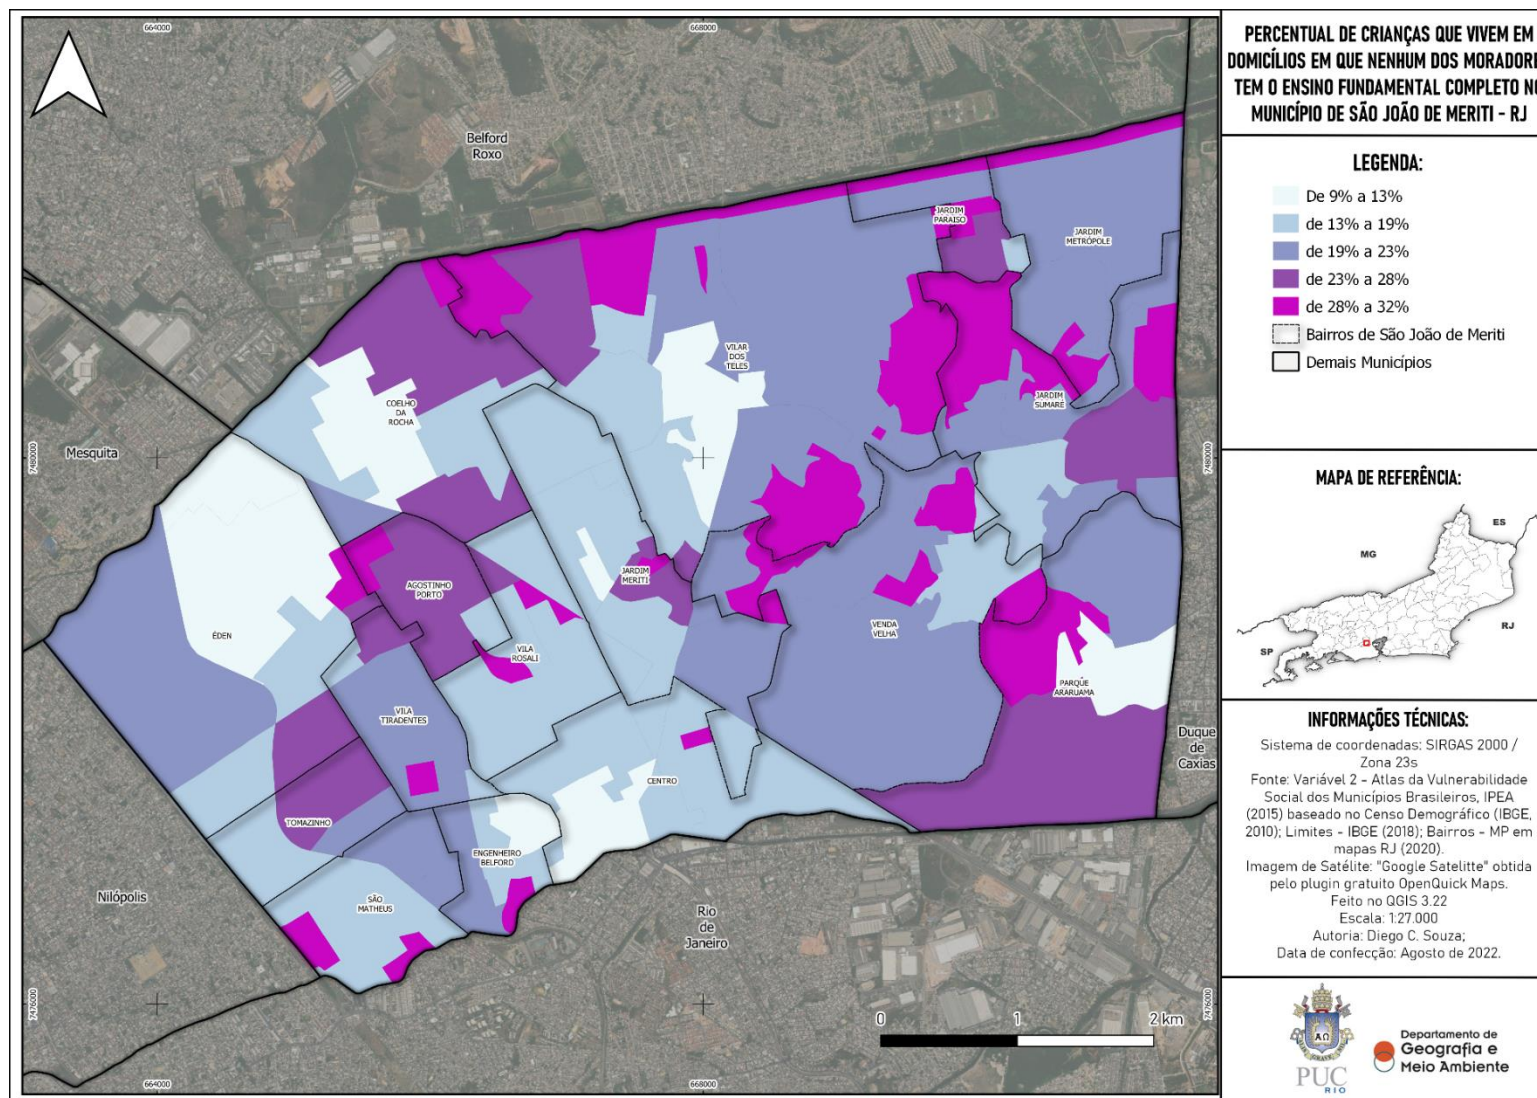 PERCENTUAL DE CRIANÇAS QUE VIVEM EM
DOMICÍLIOS EM QUE NENHUM DOS MORADORE
TEM O ENSINO FUNDAMENTAL COMPLETO NO
MUNICÍPIO DE SÃO JOÃO DE MERITI - RJ
LEGENDA:
De 9% a 13%
de 13% a 19%
de 19% a 23%
de 23% a 28%
de 28% a 32%
Bairros de São João de Meriti
Demais Municípios
MAPA DE REFERÊNCIA:
ES
MG
RJ
SP
INFORMAÇÕES TÉCNICAS:
Sistema de coordenadas: SIRGAS 2000 /
Zona 23s
Fonte: Variável 2 - Atlas da Vulnerabilidade
Social dos Municípios Brasileiros, IPEA
(2015) baseado no Censo Demográfico (IBGE,
2010); Limites - IBGE (2018); Bairros - MP em
mapas RJ (2020).
Imagem de Satélite: "Google Satelitte" obtida
pelo plugin gratuito OpenQuick Maps.
Feito no QGIS 3.22
Escala: 1:27.000
Autoria: Diego C. Souza;
Data de confecção: Agosto de 2022.
ΑΩ
PUC
RIO
Departamento de
Geografia e
Meio Ambiente
664000
668000
Belford
Roxo
JARDIM
PARAISO
JARDIM
METRÓPOLE
VILAR
DOS
TELES
COELHO
DA
ROCHA
JARDIM
SUMARÉ
Mesquita
7480000
7480000
AGOSTINHO
PORTO
JARDIM
MERITI
ÉDEN
VILA
ROSALI
VENDA
VELHA
PARQUE
ARARUAMA
VILA
TIRADENTES
Duque
de
Caxias
CENTRO
TOMAZINHO
ENGENHEIRO
BELFORD
Nilópolis
SÃO
MATHEUS
Rio
de
Janeiro
7476000
7476000
0
1
2 km
664000
668000